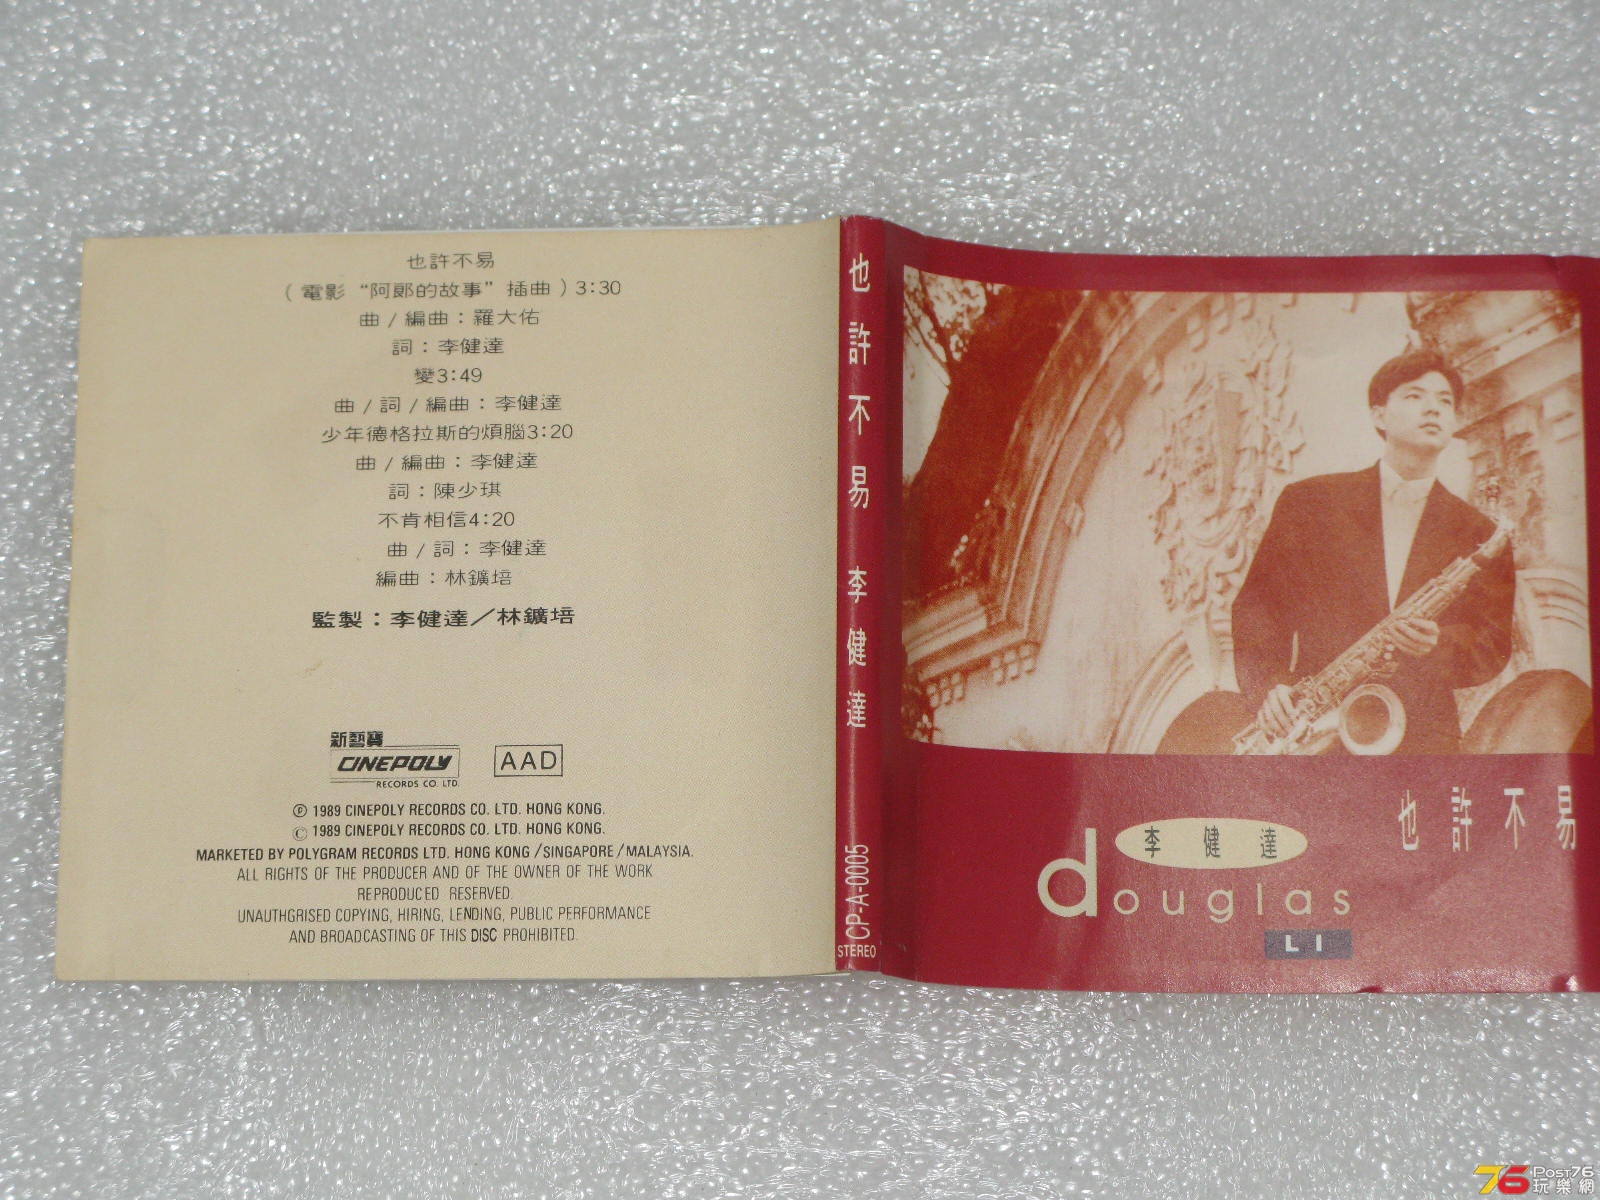 也許不易
（電影“阿郞的故事”插曲）3:30
曲/編曲：羅大佑
詞：李健達
變3:49
曲/詞/編曲：李健達
少年德格拉斯的煩腦3:20
曲/編曲：李健達
詞：陳少琪
不肯相信4:20
曲/詞：李健達
編曲：林鑛培
監製：李健達／林鑛培
新藝寶
CINEPOLY
RECORDS CO. LTD.
AAD
Ⓟ 1989 CINEPOLY RECORDS CO. LTD. HONG KONG.
© 1989 CINEPOLY RECORDS CO. LTD. HONG KONG.
MARKETED BY POLYGRAM RECORDS LTD. HONG KONG/SINGAPORE/MALAYSIA.
ALL RIGHTS OF THE PRODUCER AND OF THE OWNER OF THE WORK
REPRODUCED RESERVED.
UNAUTHGRISED COPYING, HIRING, LENDING, PUBLIC PERFORMANCE
AND BROADCASTING OF THIS DISC PROHIBITED.
也許不易 李健達
CP-A-0005
STEREO
也許不易
李健達
douglas
LI
76 POST76
玩樂網